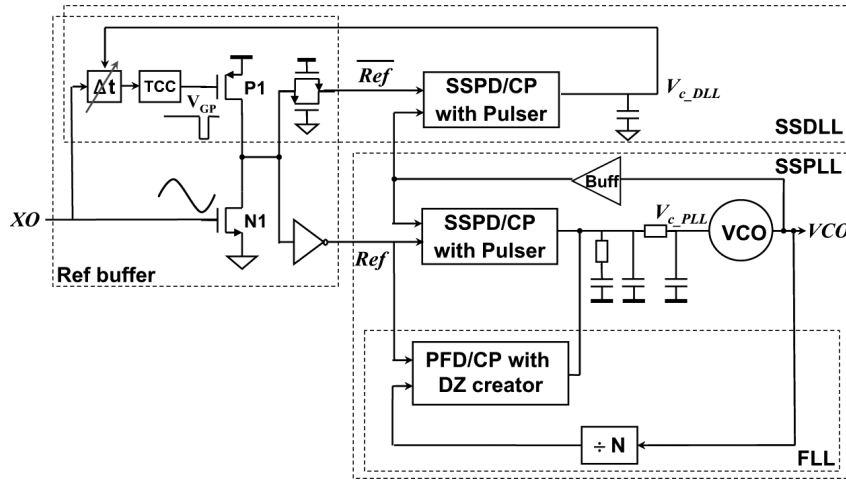 Δt
TCC
V_GP
P1
\overline{Ref}
SSPD/CP
with Pulser
V_c_DLL
SSDLL
SSPLL
Buff
XO
N1
Ref buffer
Ref
SSPD/CP
with Pulser
V_c_PLL
VCO
VCO
PFD/CP with
DZ creator
÷ N
FLL